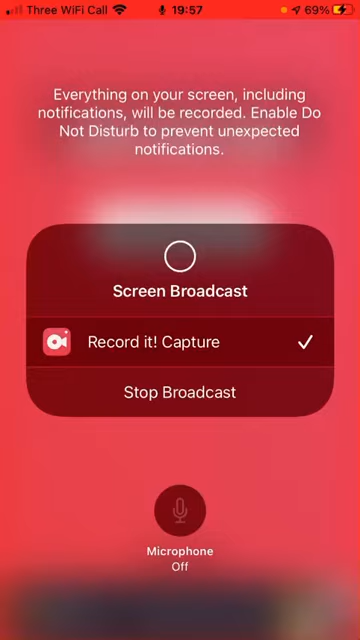 Three WiFi Call 19:57 69%
Everything on your screen, including
notifications, will be recorded. Enable Do
Not Disturb to prevent unexpected
notifications.
Screen Broadcast
Record it! Capture
Stop Broadcast
Microphone
Off